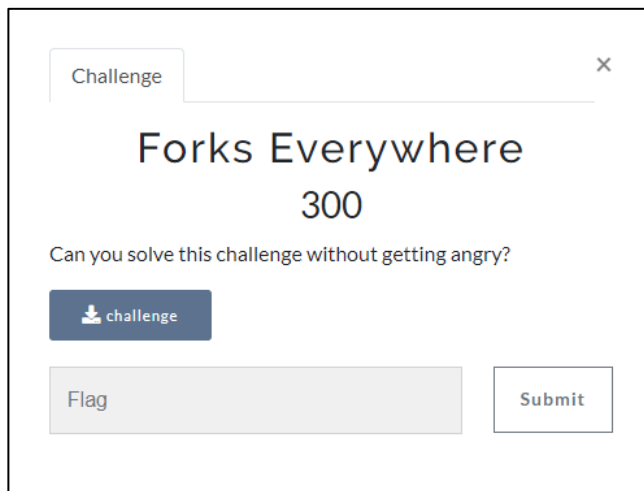 Challenge
×
Forks Everywhere
300
Can you solve this challenge without getting angry?
challenge
Flag
Submit